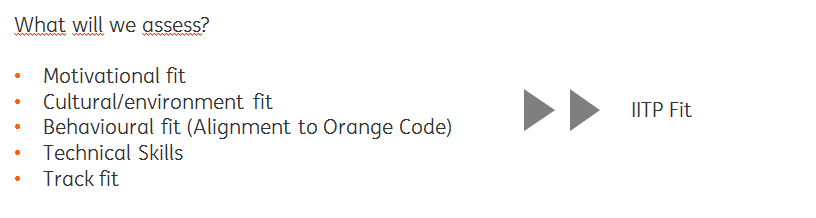 What will we assess?
• Motivational fit
• Cultural/environment fit
• Behavioural fit (Alignment to Orange Code)
• Technical Skills
• Track fit
IITP Fit